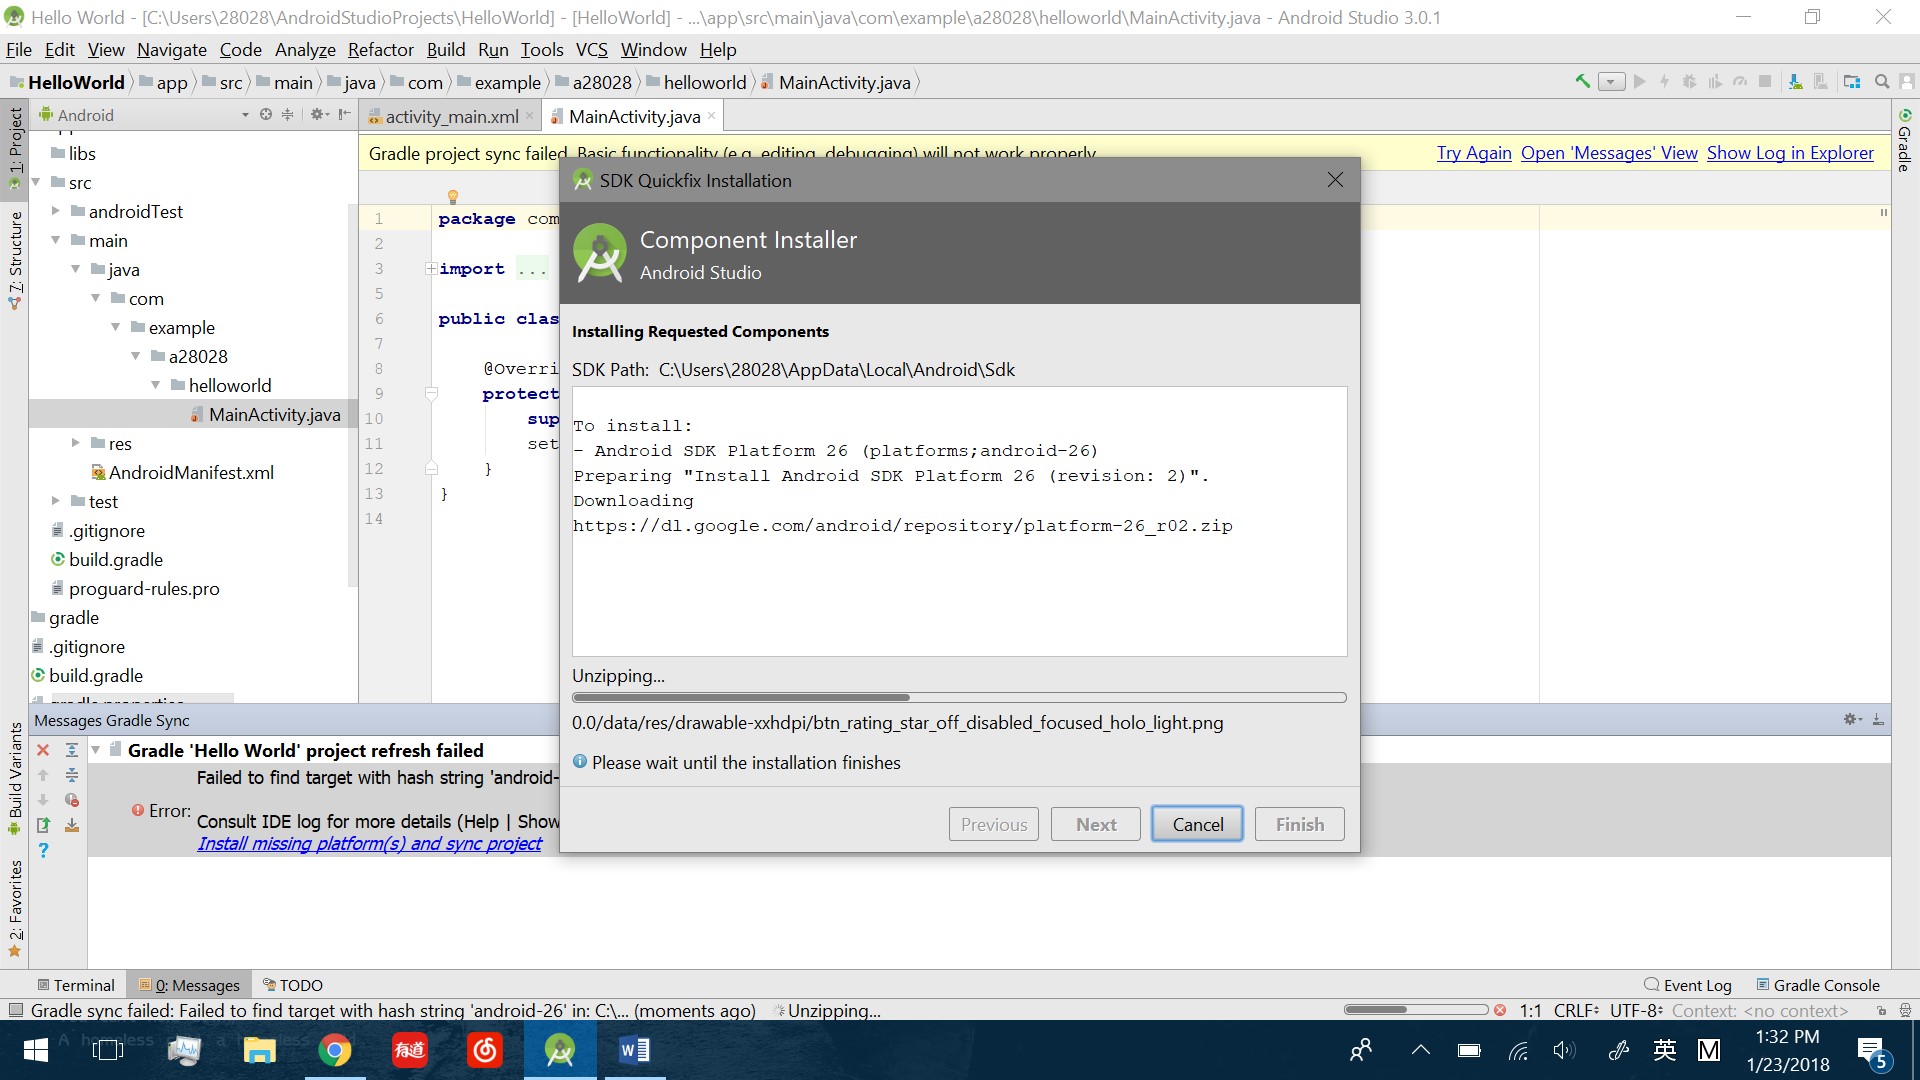 Hello World - [C:\Users\28028\AndroidStudioProjects\HelloWorld] - [HelloWorld] - ...\app\src\main\java\com\example\a28028\helloworld\MainActivity.java - Android Studio 3.0.1
File Edit View Navigate Code Analyze Refactor Build Run Tools VCS Window Help
HelloWorld app src main java com example a28028 helloworld MainActivity.java
1: Project
7: Structure
Build Variants
2: Favorites
Android
libs
src
androidTest
main
java
com
example
a28028
helloworld
MainActivity.java
res
AndroidManifest.xml
test
.gitignore
build.gradle
proguard-rules.pro
gradle
.gitignore
build.gradle
activity_main.xml MainActivity.java
Gradle project sync failed. Basic functionality (e.g. editing, debugging) will not work properly.
Try Again Open 'Messages' View Show Log in Explorer
Gradle
1 package com
2
3 import ...
5
6 public clas
7
8 @Overri
9 protect
10 sup
11 set
12 }
13 }
14
SDK Quickfix Installation
Component Installer
Android Studio
Installing Requested Components
SDK Path: C:\Users\28028\AppData\Local\Android\Sdk
To install:
- Android SDK Platform 26 (platforms;android-26)
Preparing "Install Android SDK Platform 26 (revision: 2)".
Downloading
https://dl.google.com/android/repository/platform-26_r02.zip
Unzipping...
0.0/data/res/drawable-xxhdpi/btn_rating_star_off_disabled_focused_holo_light.png
Please wait until the installation finishes
Previous Next Cancel Finish
Messages Gradle Sync
Gradle 'Hello World' project refresh failed
Failed to find target with hash string 'android-
Error:
Consult IDE log for more details (Help | Show
Install missing platform(s) and sync project
Terminal 0: Messages TODO Event Log Gradle Console
Gradle sync failed: Failed to find target with hash string 'android-26' in: C:\... (moments ago) Unzipping... 1:1 CRLF UTF-8 Context: <no context>
有道
英 M
1:32 PM
1/23/2018
5